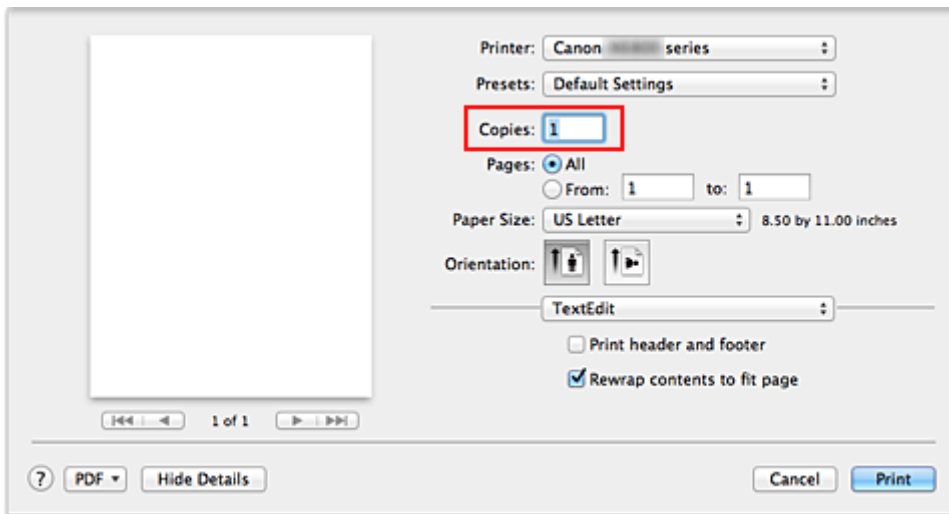 Printer: Canon series
Presets: Default Settings
Copies: 1
Pages: All
From: 1 to: 1
Paper Size: US Letter 8.50 by 11.00 inches
Orientation:
TextEdit
Print header and footer
Rewrap contents to fit page
1 of 1
? PDF Hide Details Cancel Print